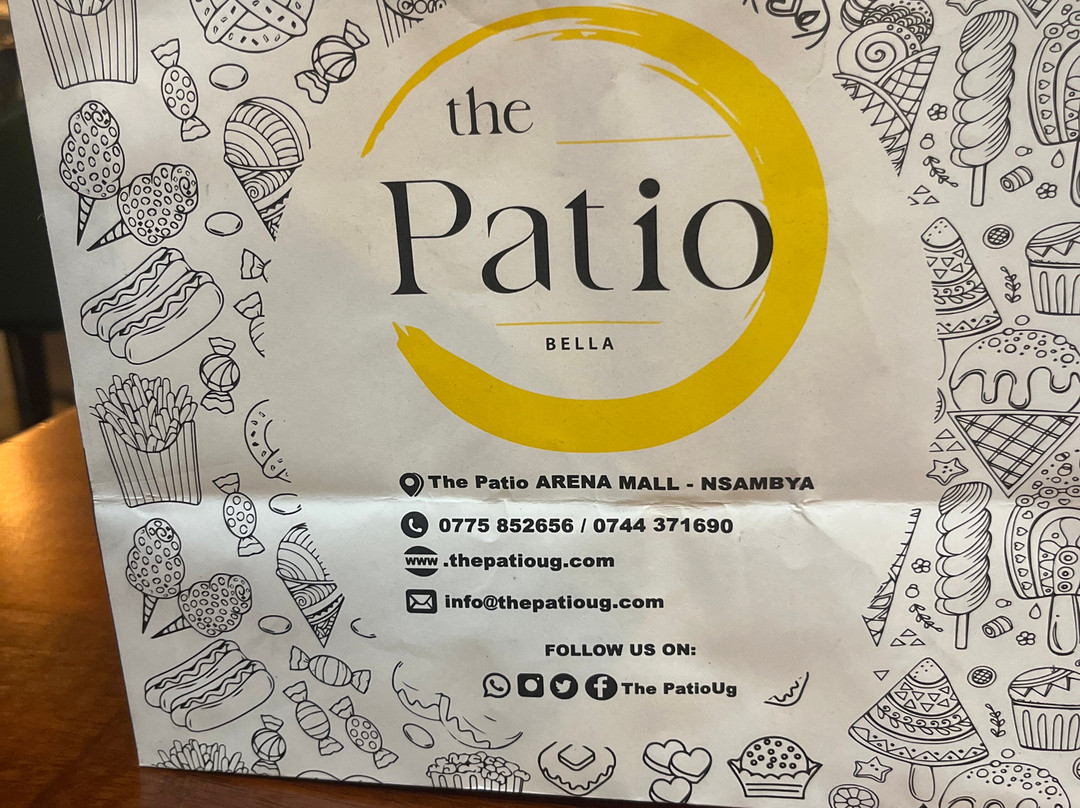 the
Patio
BELLA
The Patio ARENA MALL - NSAMBYA
0775 852656 / 0744 371690
www.thepatioug.com
info@thepatioug.com
FOLLOW US ON:
The PatioUg